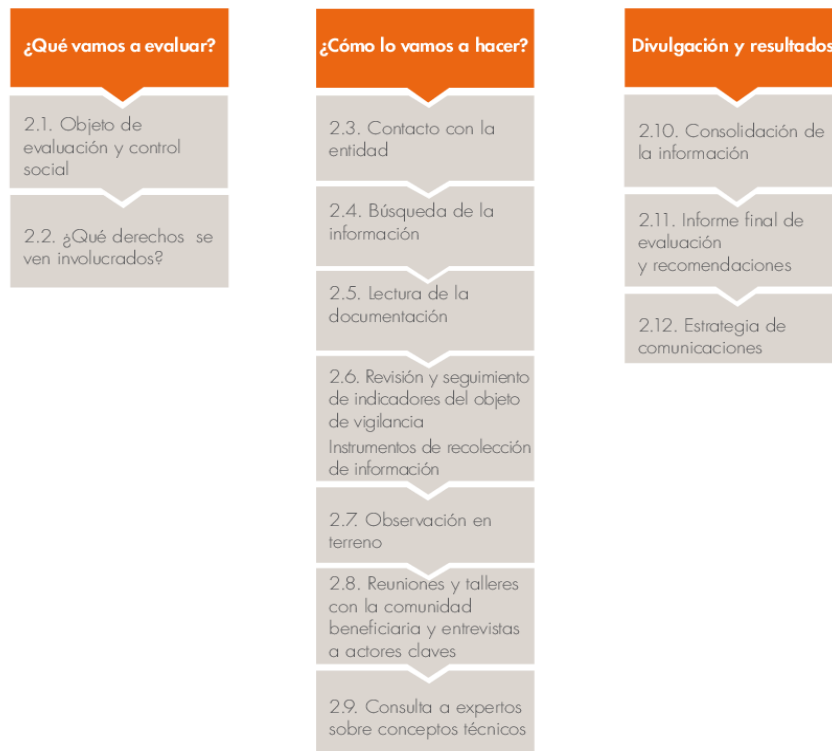 ¿Qué vamos a evaluar?
2.1. Objeto de
evaluación y control
social
2.2. ¿Qué derechos se
ven involucrados?
¿Cómo lo vamos a hacer?
2.3. Contacto con la
entidad
2.4. Búsqueda de la
información
2.5. Lectura de la
documentación
2.6. Revisión y seguimiento
de indicadores del objeto
de vigilancia
Instrumentos de recolección
de información
2.7. Observación en
terreno
2.8. Reuniones y talleres
con la comunidad
beneficiaria y entrevistas
a actores claves
2.9. Consulta a expertos
sobre conceptos técnicos
Divulgación y resultados
2.10. Consolidación de
la información
2.11. Informe final de
evaluación
y recomendaciones
2.12. Estrategia de
comunicaciones